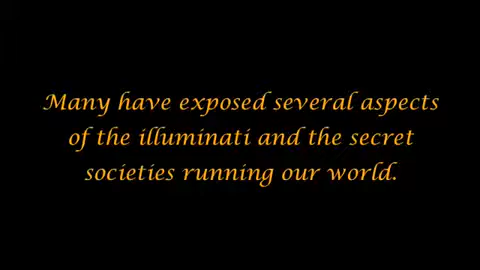 Many have exposed several aspects
of the illuminati and the secret
societies running our world.